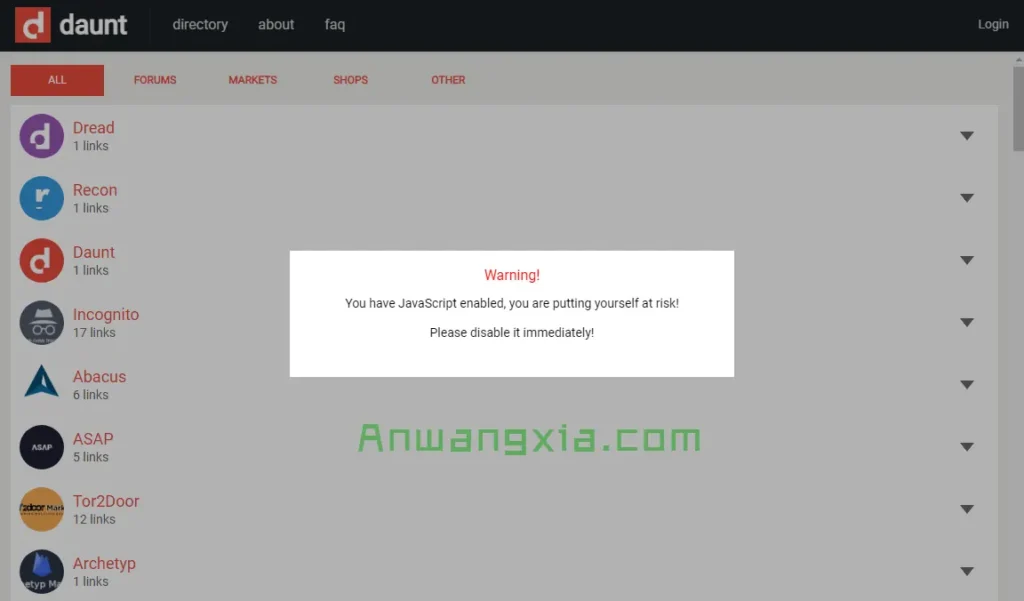 daunt
directory about faq
Login
ALL FORUMS MARKETS SHOPS OTHER
Dread
1 links
Recon
1 links
Daunt
1 links
Incognito
17 links
Abacus
6 links
ASAP
ASAP
5 links
Tor2Door
12 links
Archetyp
1 links
Warning!
You have JavaScript enabled, you are putting yourself at risk!
Please disable it immediately!
Anwangxia.com